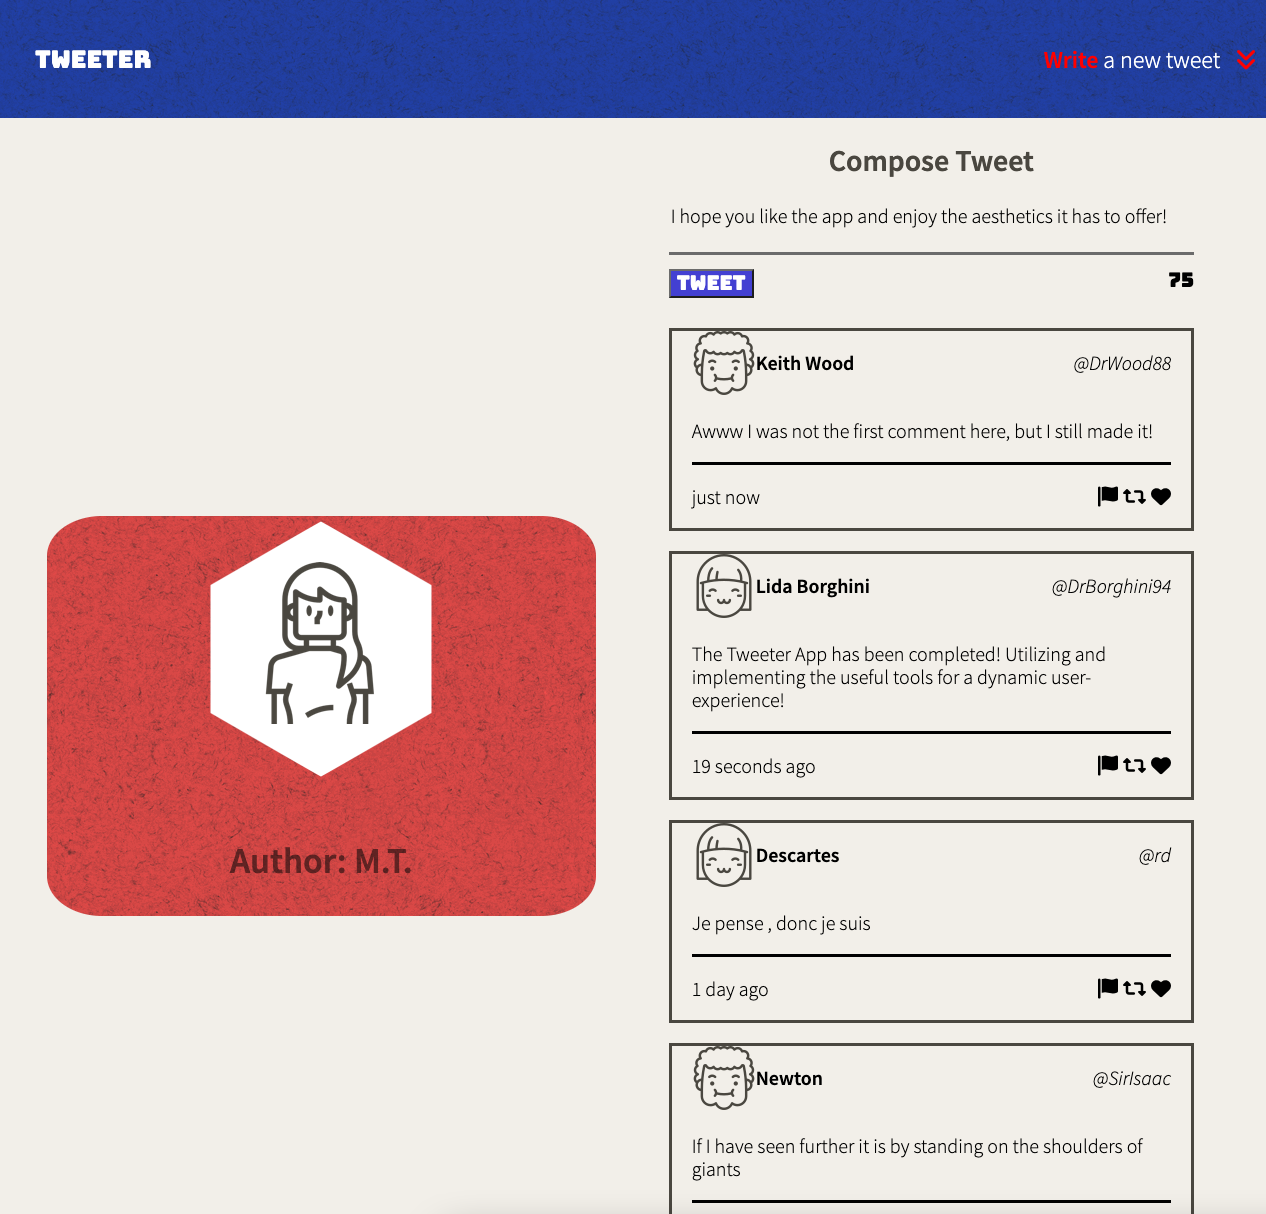 TWEETER
Write a new tweet
Compose Tweet
I hope you like the app and enjoy the aesthetics it has to offer!
TWEET
75
Keith Wood
@DrWood88
Awww I was not the first comment here, but I still made it!
just now
Lida Borghini
@DrBorghini94
The Tweeter App has been completed! Utilizing and
implementing the useful tools for a dynamic user-
experience!
19 seconds ago
Descartes
@rd
Je pense , donc je suis
1 day ago
Newton
@SirIsaac
If I have seen further it is by standing on the shoulders of
giants
Author: M.T.